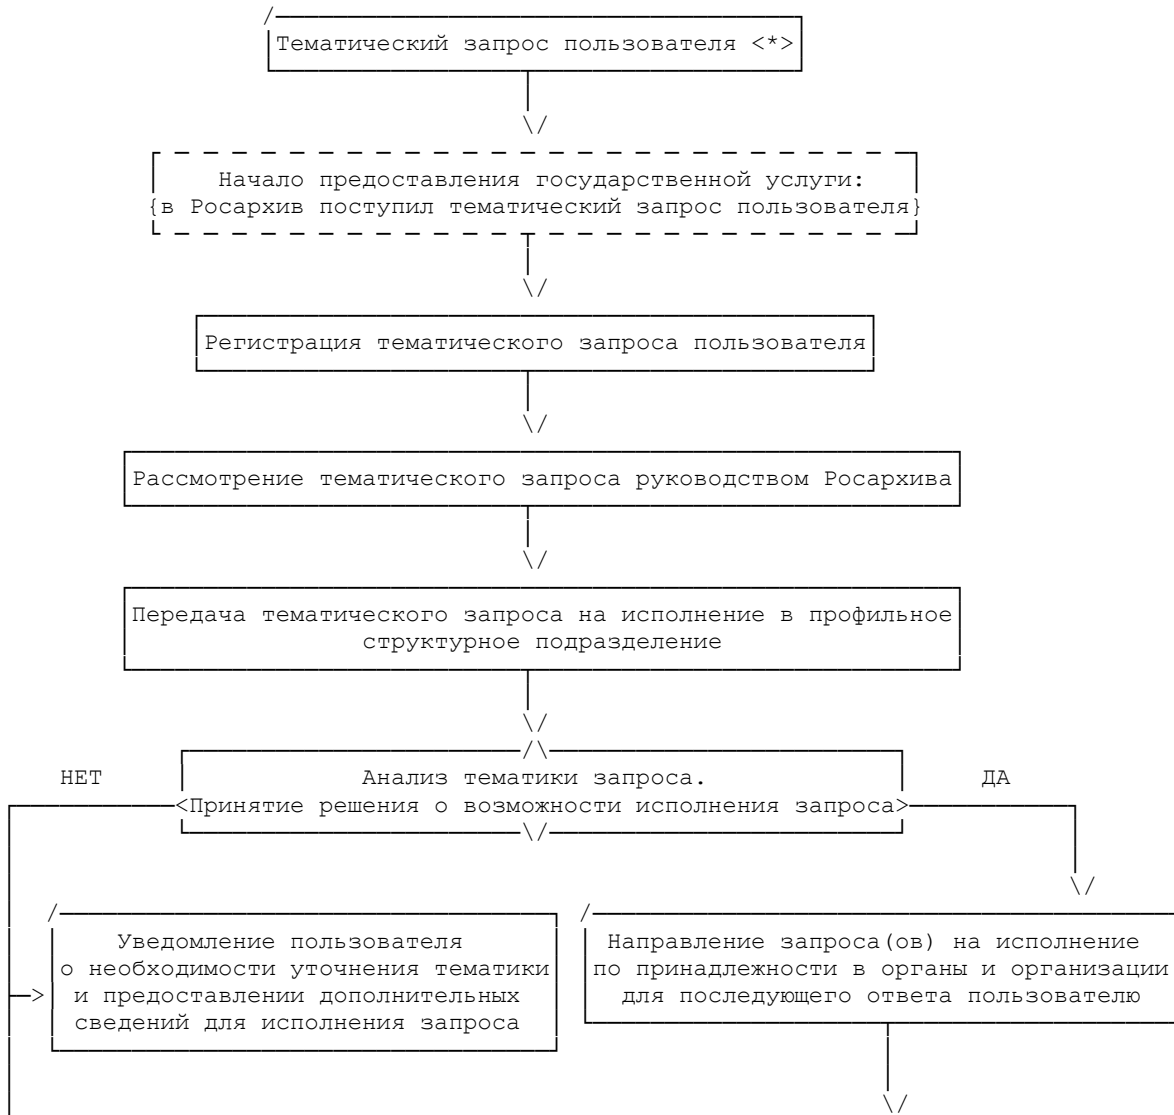 Тематический запрос пользователя <*>
Начало предоставления государственной услуги:
{в Росархив поступил тематический запрос пользователя}
Регистрация тематического запроса пользователя
Рассмотрение тематического запроса руководством Росархива
Передача тематического запроса на исполнение в профильное
структурное подразделение
НЕТ
Анализ тематики запроса.
ДА
<Принятие решения о возможности исполнения запроса>
Уведомление пользователя
о необходимости уточнения тематики
и предоставлении дополнительных
сведений для исполнения запроса
Направление запроса(ов) на исполнение
по принадлежности в органы и организации
для последующего ответа пользователю